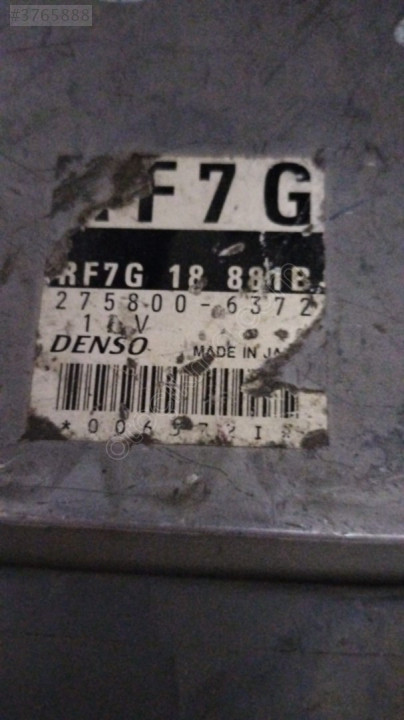 #3765888
RF7G
RF7G 18 881B
275800-6372
12V
DENSO
MADE IN JA